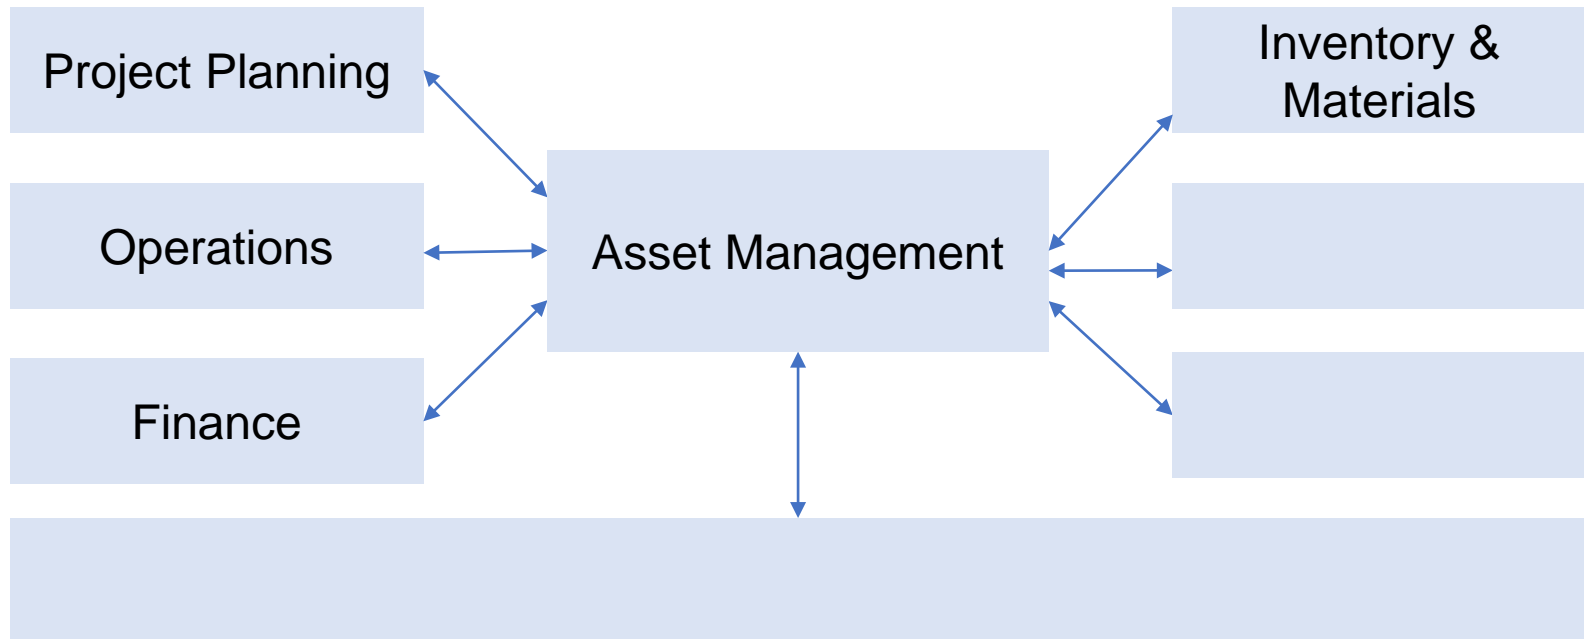 Project Planning
Inventory &
Materials
Operations
Asset Management
Finance